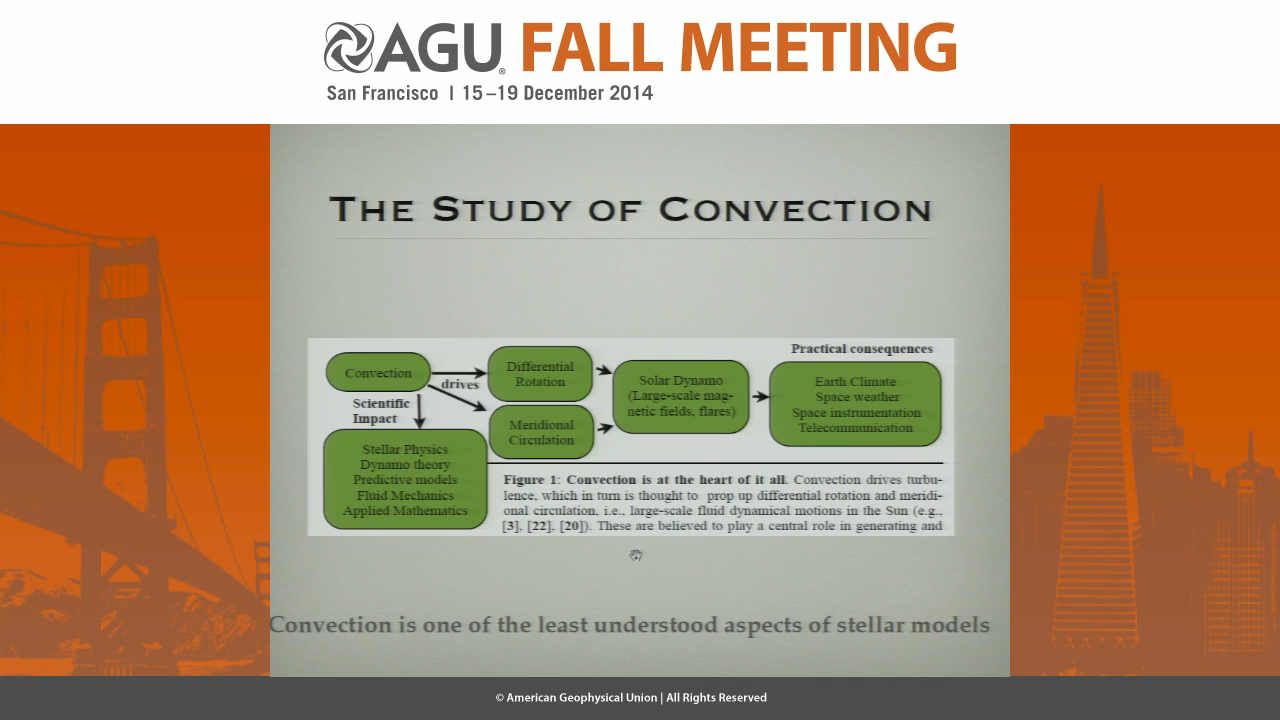 AGU® FALL MEETING
San Francisco | 15–19 December 2014
THE STUDY OF CONVECTION
Practical consequences
Convection
drives
Differential
Rotation
Meridional
Circulation
Solar Dynamo
(Large-scale mag-
netic fields, flares)
Earth Climate
Space weather
Space instrumentation
Telecommunication
Scientific
Impact
Stellar Physics
Dynamo theory
Predictive models
Fluid Mechanics
Applied Mathematics
Figure 1: Convection is at the heart of it all. Convection drives turbu-
lence, which in turn is thought to prop up differential rotation and meridi-
onal circulation, i.e., large-scale fluid dynamical motions in the Sun (e.g.,
[3], [22], [20]). These are believed to play a central role in generating and
Convection is one of the least understood aspects of stellar models
© American Geophysical Union | All Rights Reserved